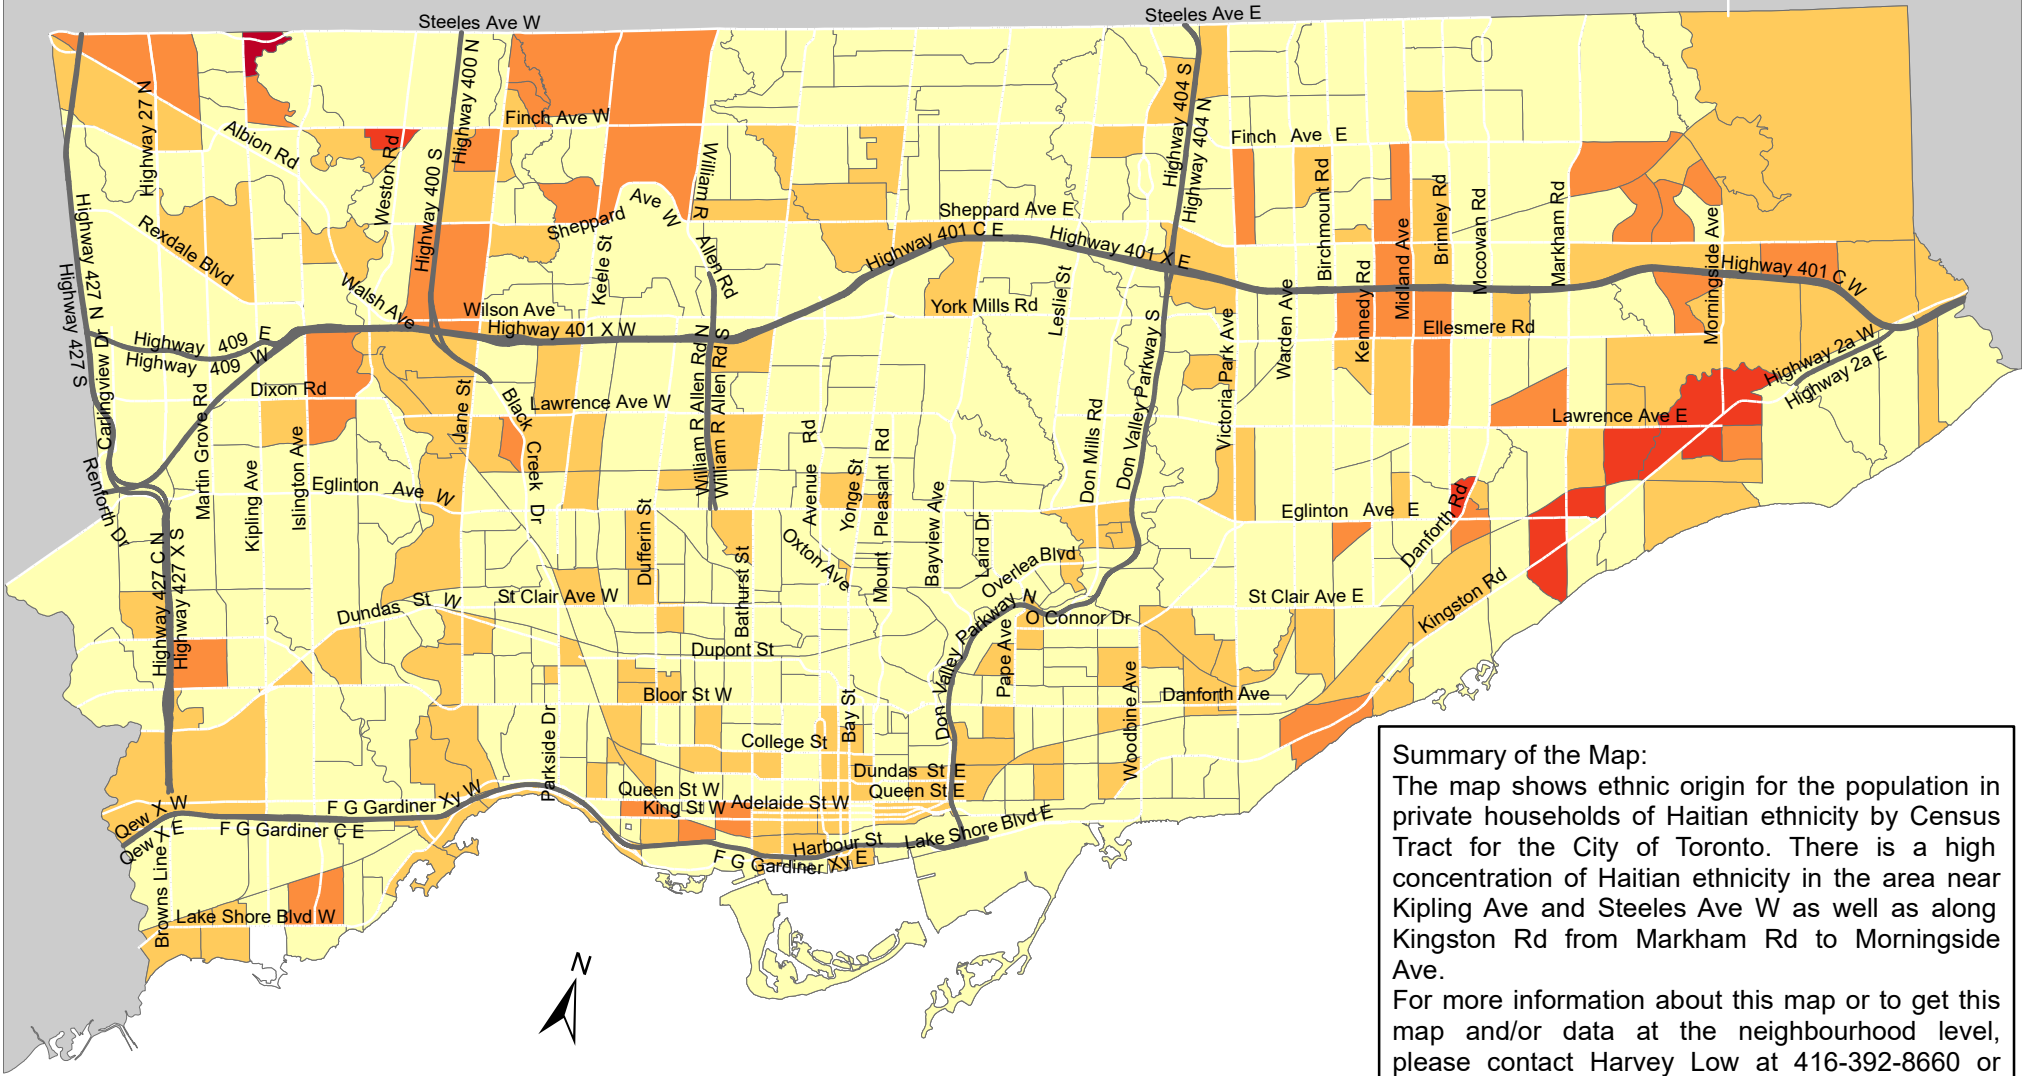 Steeles Ave W
Steeles Ave E
Highway 400 N
Highway 404 S
Highway 27 N
Finch Ave W
Albion Rd
Highway 404 N
Finch Ave E
Weston Rd
Highway 400 S
William R
Birchmount Rd
Brimley Rd
Mccowan Rd
Markham Rd
Highway 427 N
Rexdale Blvd
Sheppard Ave W
Sheppard Ave E
Midland Ave
Morningside Ave
Highway 401 C E
Highway 401 X E
Highway 401 C W
Keele St
Allen Rd
Leslie St
Highway 427 S
Walsh Ave
Wilson Ave
York Mills Rd
Warden Ave
Kennedy Rd
Ellesmere Rd
Highway 401 X W
Highway 409 E
Highway 409 W
Highway 2a W
Highway 2a E
Carlingview Dr
Dixon Rd
Martin Grove Rd
Jane St
Black Creek Dr
Lawrence Ave W
William R Allen Rd N
William R Allen Rd S
Victoria Park Ave
Don Valley Parkway S
Lawrence Ave E
Renforth Dr
Kipling Ave
Islington Ave
Eglinton Ave W
Avenue Rd
Yonge St
Mount Pleasant Rd
Bayview Ave
Don Mills Rd
Laird Dr
Eglinton Ave E
Danforth Rd
Highway 427 C N
Highway 427 X S
Dufferin St
Oxton Ave
Overlea Blvd
Bathurst St
Dundas St W
St Clair Ave W
St Clair Ave E
Kingston Rd
O Connor Dr
Don Valley Parkway N
Pape Ave
Dupont St
Bloor St W
Danforth Ave
Woodbine Ave
Bay St
Parkside Dr
College St
Dundas St E
Queen St W
Queen St E
King St W
Adelaide St W
Qew X W
Qew X E
F G Gardiner Xy W
F G Gardiner C E
Harbour St
Lake Shore Blvd E
F G Gardiner Xy E
Browns Line
Lake Shore Blvd W
N
Summary of the Map:
The map shows ethnic origin for the population in
private households of Haitian ethnicity by Census
Tract for the City of Toronto. There is a high
concentration of Haitian ethnicity in the area near
Kipling Ave and Steeles Ave W as well as along
Kingston Rd from Markham Rd to Morningside
Ave.
For more information about this map or to get this
map and/or data at the neighbourhood level,
please contact Harvey Low at 416-392-8660 or